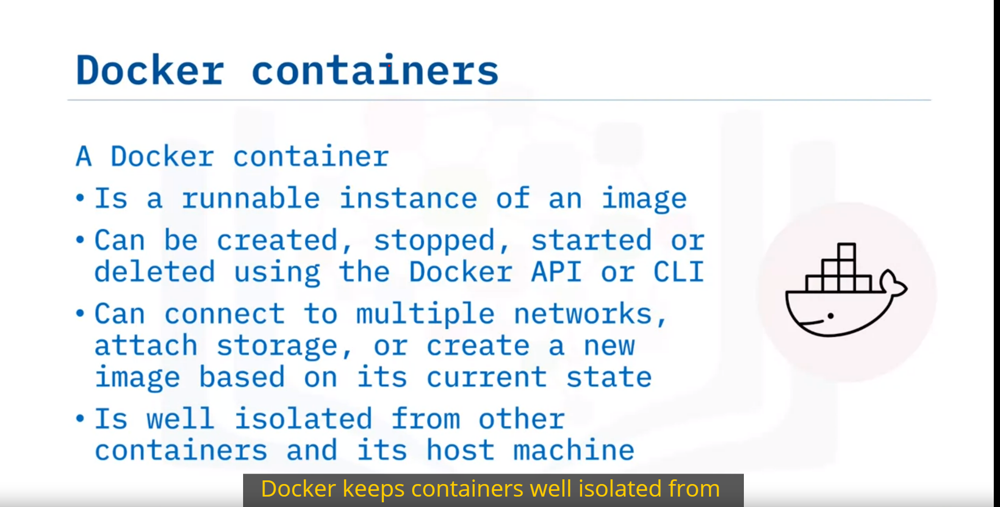 Docker containers
A Docker container
• Is a runnable instance of an image
• Can be created, stopped, started or
deleted using the Docker API or CLI
• Can connect to multiple networks,
attach storage, or create a new
image based on its current state
• Is well isolated from other
containers and its host machine
Docker keeps containers well isolated from